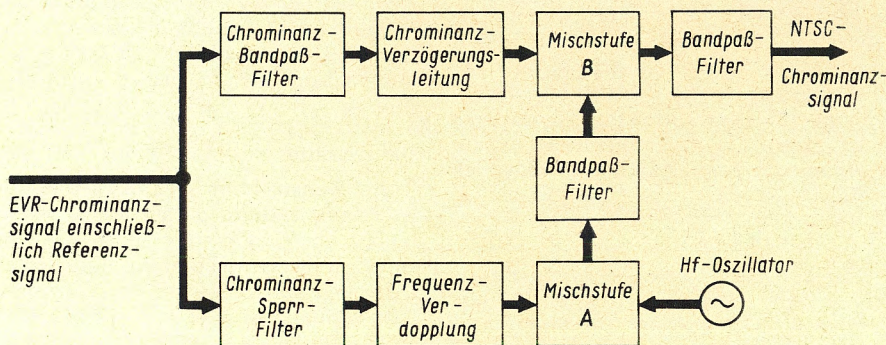 Chrominanz-
Bandpaß-
Filter
Chrominanz-
Verzögerungs-
leitung
Mischstufe
B
Bandpaß-
Filter
NTSC-
Chrominanz-
signal
Bandpaß-
Filter
EVR-Chrominanz-
signal einschließ-
lich Referenz-
signal
Chrominanz-
Sperr-
Filter
Frequenz-
Ver-
dopplung
Mischstufe
A
Hf-Oszillator